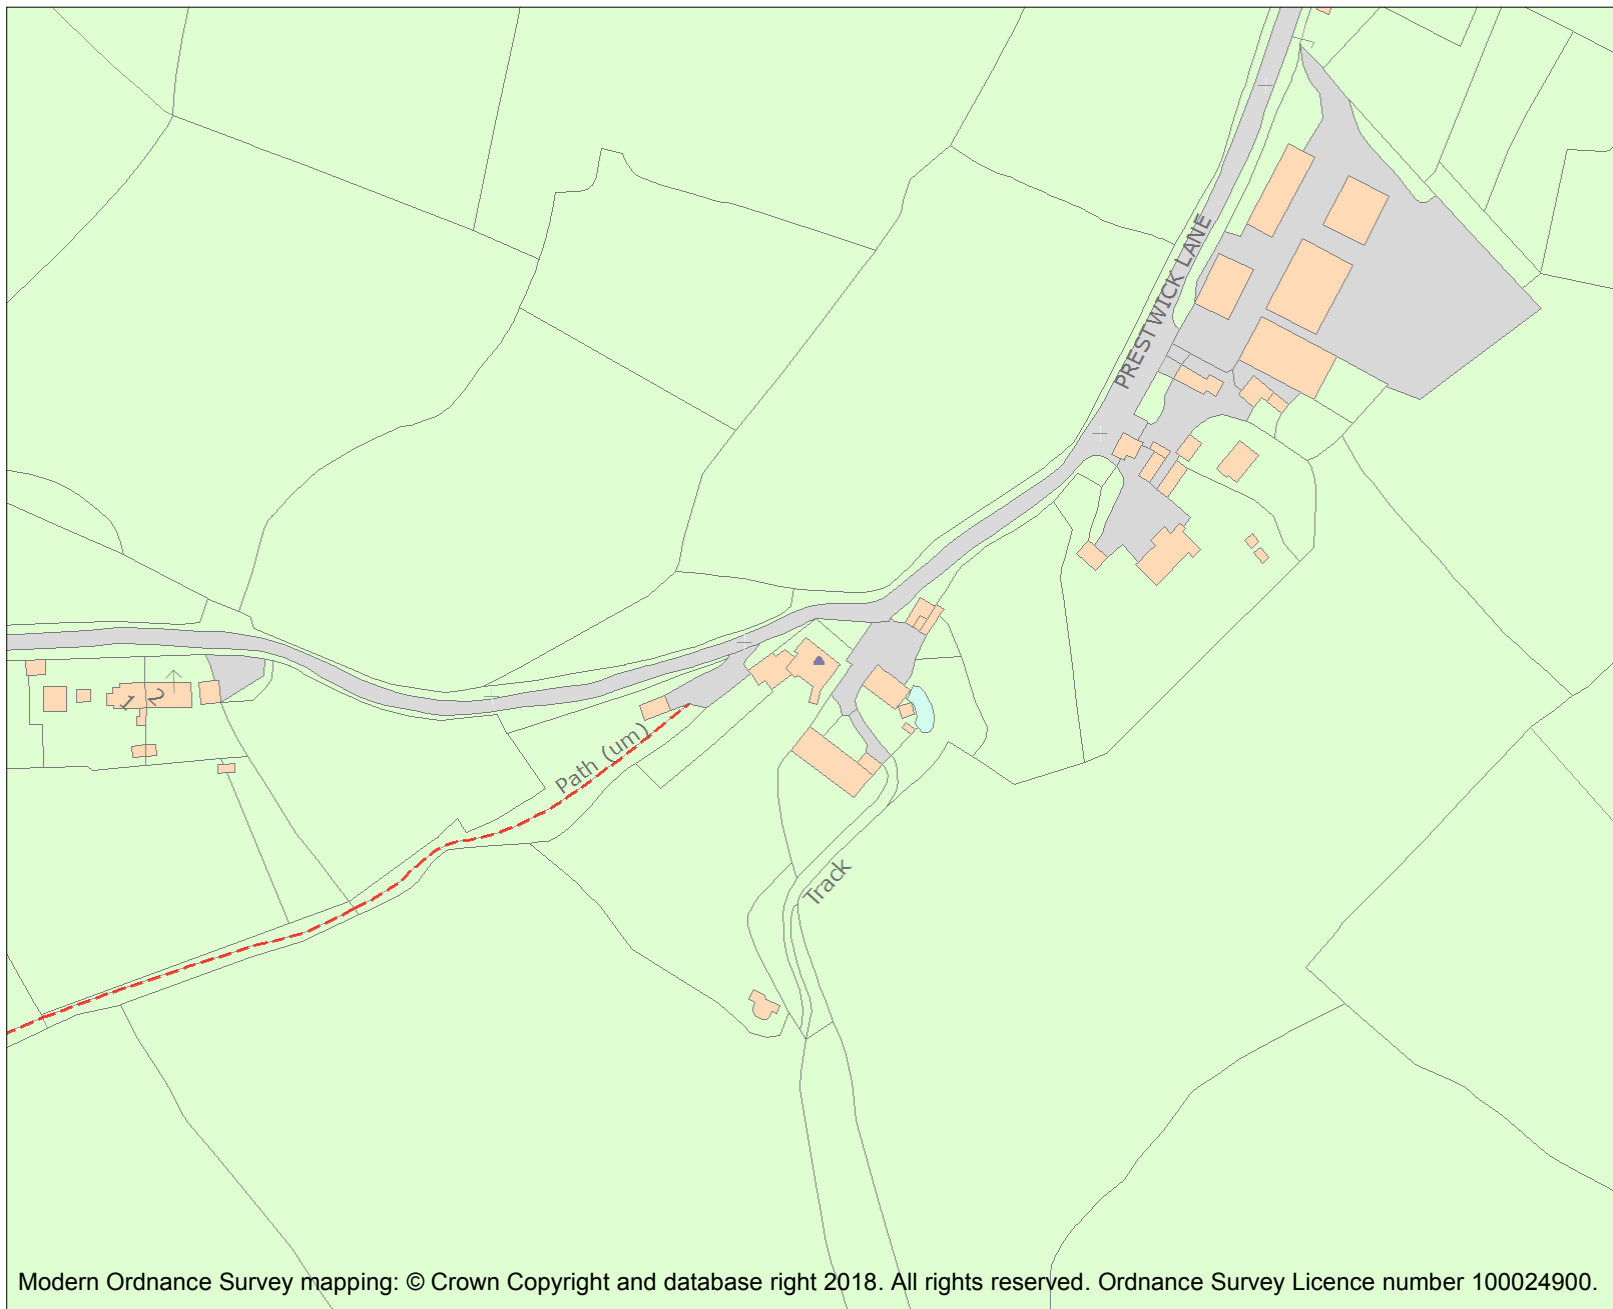 PRESTWICK LANE
1
2
Path (um)
Track
Modern Ordnance Survey mapping: © Crown Copyright and database right 2018. All rights reserved. Ordnance Survey Licence number 100024900.